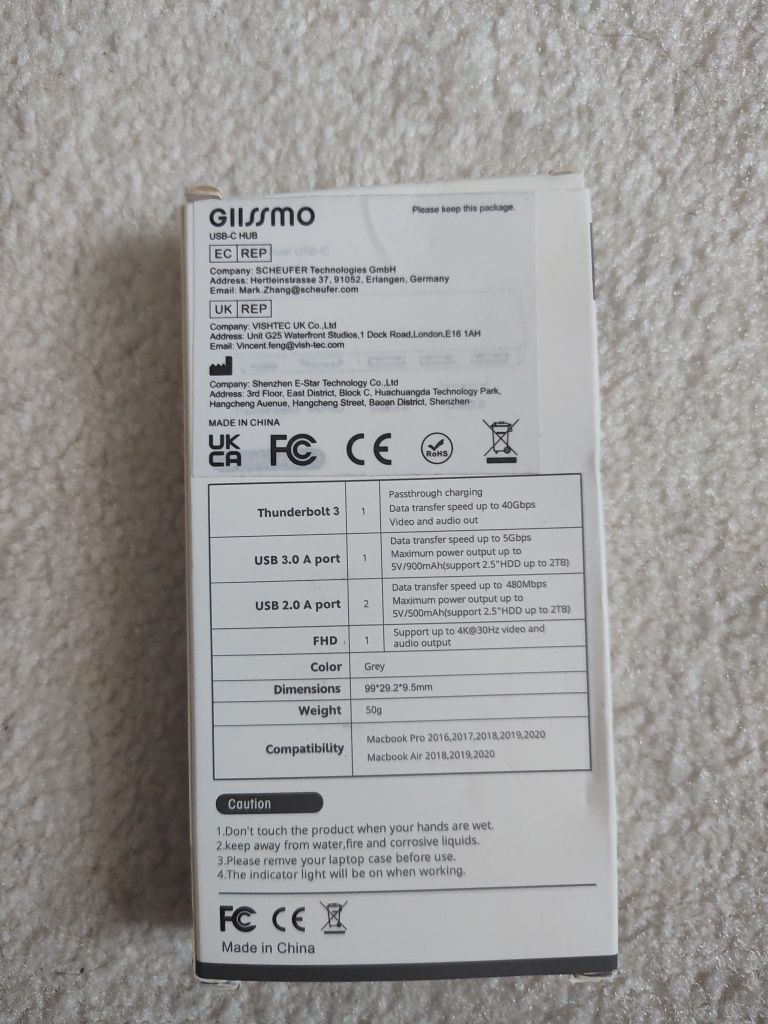 GIISSMO
Please keep this package.
USB-C HUB
EC REP
Company: SCHEUFER Technologies GmbH
Address: Hertleinstrasse 37, 91052, Erlangen, Germany
Email: Mark.Zhang@scheufer.com
UK REP
Company: VISHTEC UK Co.,Ltd
Address: Unit G25 Waterfront Studios,1 Dock Road,London,E16 1AH
Email: Vincent.feng@vish-tec.com
Company: Shenzhen E-Star Technology Co.,Ltd
Address: 3rd Floor, East District, Block C, Huachuangda Technology Park,
Hangcheng Auenue, Hangcheng Street, Baoan District, Shenzhen
MADE IN CHINA
UK
CA
FC CE RoHS
Thunderbolt 3 1 Passthrough charging
Data transfer speed up to 40Gbps
Video and audio out
USB 3.0 A port 1 Data transfer speed up to 5Gbps
Maximum power output up to
5V/900mAh(support 2.5"HDD up to 2TB)
USB 2.0 A port 2 Data transfer speed up to 480Mbps
Maximum power output up to
5V/500mAh(support 2.5"HDD up to 2TB)
FHD 1 Support up to 4K@30Hz video and
audio output
Color Grey
Dimensions 99*29.2*9.5mm
Weight 50g
Compatibility Macbook Pro 2016,2017,2018,2019,2020
Macbook Air 2018,2019,2020
Caution
1.Don't touch the product when your hands are wet.
2.keep away from water,fire and corrosive liquids.
3.Please remve your laptop case before use.
4.The indicator light will be on when working.
FC CE
Made in China